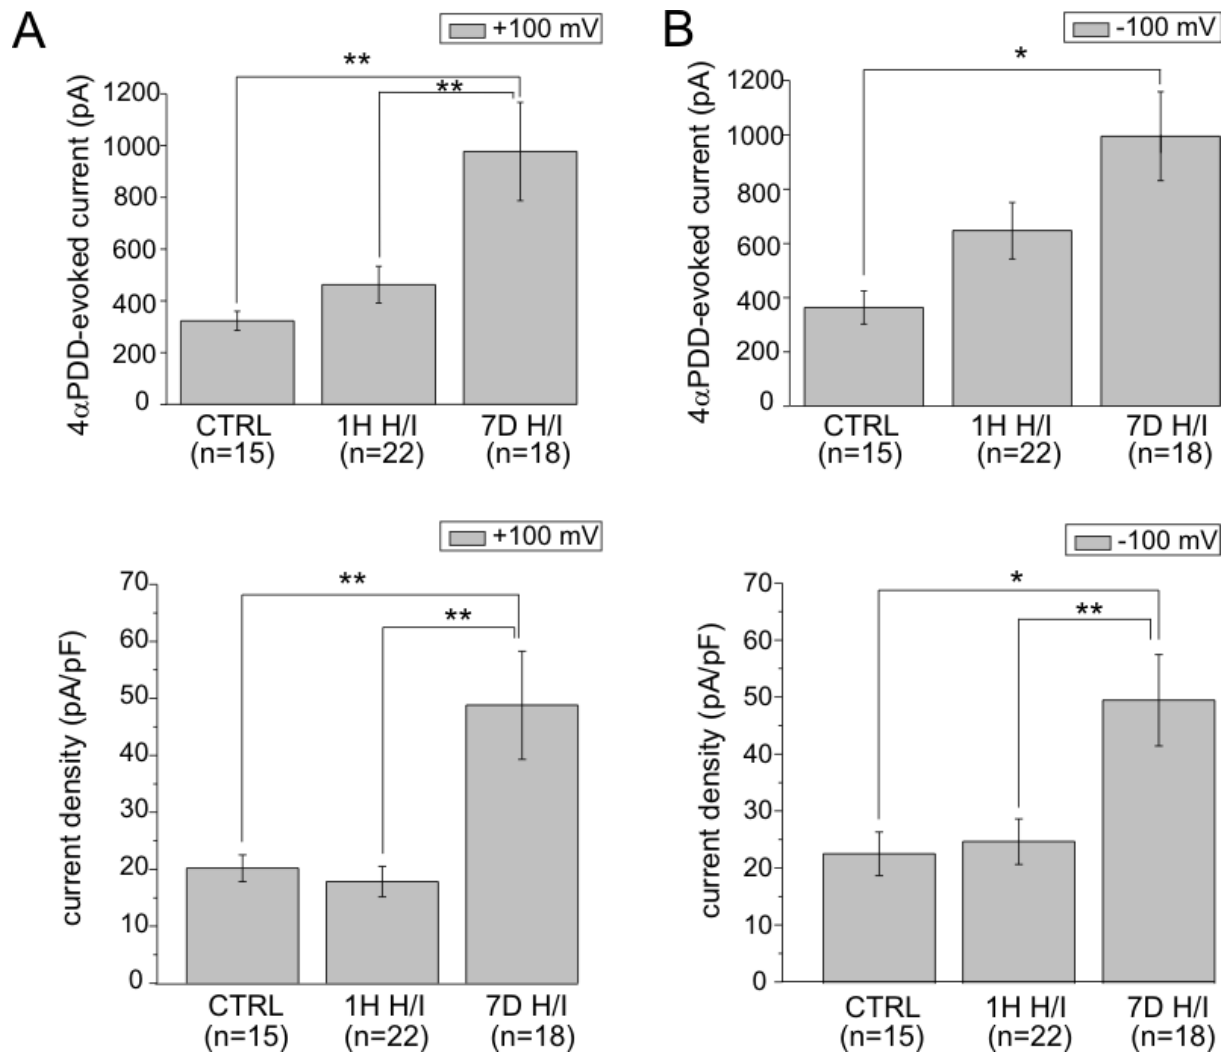 A
+100 mV
**
**
4αPDD-evoked current (pA)
1200
1000
800
600
400
200
0
CTRL 1H H/I 7D H/I
(n=15) (n=22) (n=18)
B
-100 mV
*
4αPDD-evoked current (pA)
1200
1000
800
600
400
200
0
CTRL 1H H/I 7D H/I
(n=15) (n=22) (n=18)
+100 mV
**
**
current density (pA/pF)
70
60
50
40
30
20
10
0
CTRL 1H H/I 7D H/I
(n=15) (n=22) (n=18)
-100 mV
*
**
current density (pA/pF)
70
60
50
40
30
20
10
0
CTRL 1H H/I 7D H/I
(n=15) (n=22) (n=18)